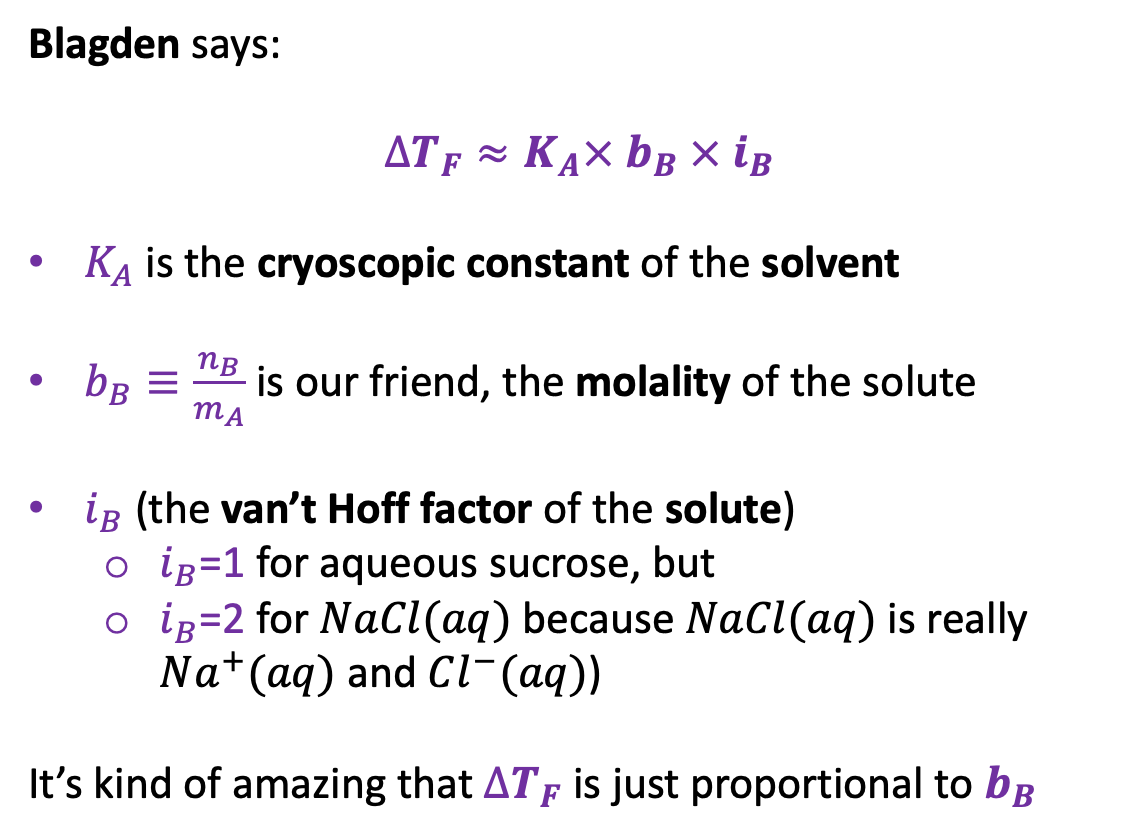 Blagden says:
ΔT_F ≈ K_A × b_B × i_B
• K_A is the cryoscopic constant of the solvent
• b_B ≡ n_B/m_A is our friend, the molality of the solute
• i_B (the van’t Hoff factor of the solute)
o i_B=1 for aqueous sucrose, but
o i_B=2 for NaCl(aq) because NaCl(aq) is really
Na⁺(aq) and Cl⁻(aq))
It’s kind of amazing that ΔT_F is just proportional to b_B